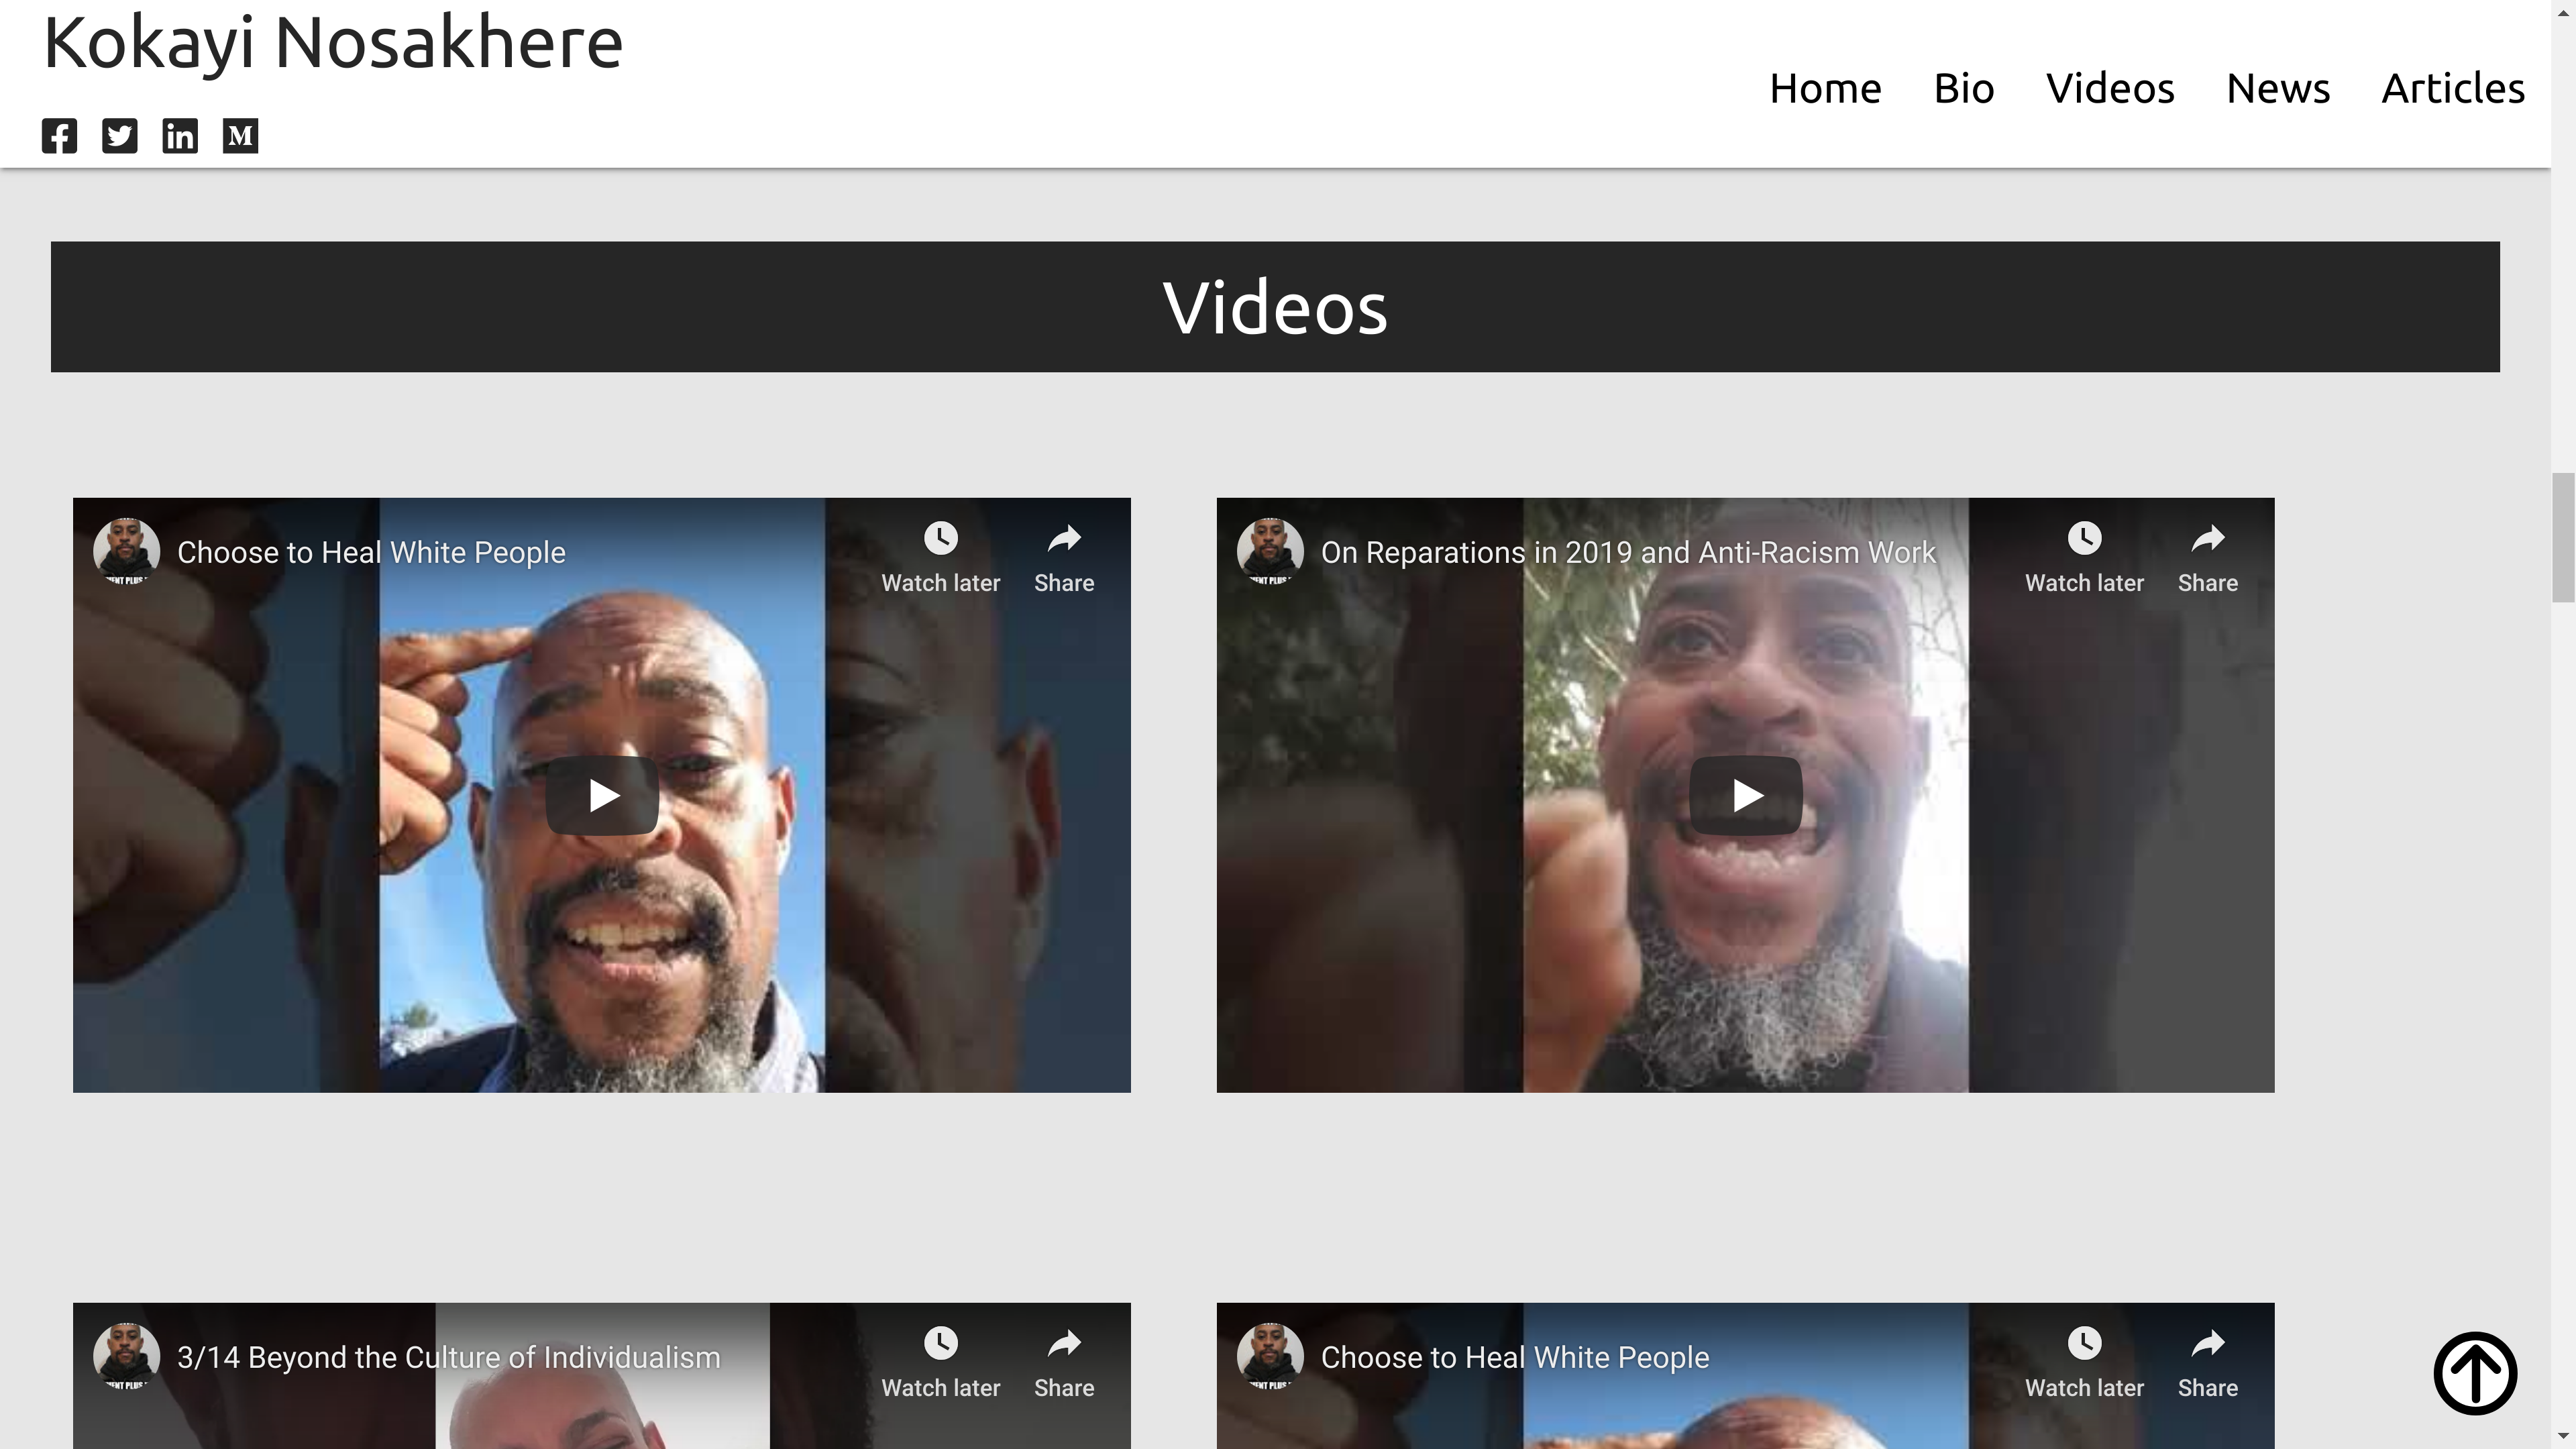 Kokayi Nosakhere
Home Bio Videos News Articles
Videos
Choose to Heal White People
Watch later
Share
On Reparations in 2019 and Anti-Racism Work
Watch later
Share
3/14 Beyond the Culture of Individualism
Watch later
Share
Choose to Heal White People
Watch later
Share